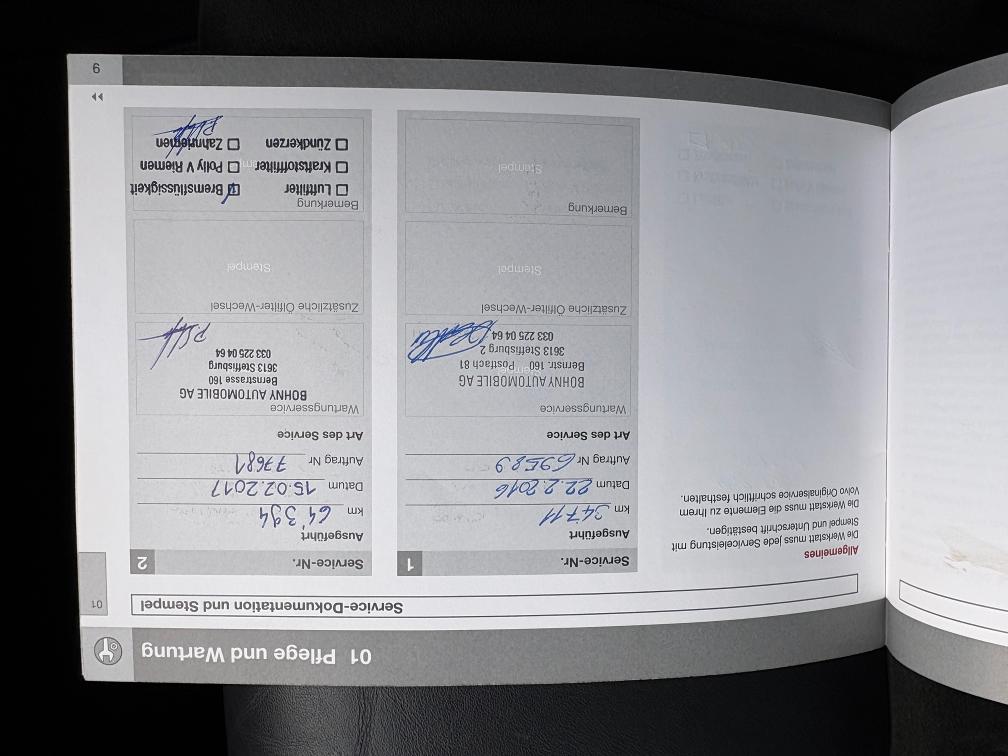 01 Pflege und Wartung
Service-Dokumentation und Stempel
01
Allgemeines
Die Werkstatt muss jede Serviceleistung mit
Stempel und Unterschrift bestätigen.
Die Werkstatt muss die Elemente zu Ihrem
Volvo Originalservice schriftlich festhalten.
Service-Nr. 1
Ausgeführt
km 34711
Datum 22.2.2016
Auftrag Nr 69589
Art des Service
Wartungsservice
BOHNY AUTOMOBILE AG
Bernstr. 160 Postfach 81
3613 Steffisburg 2
033 225 04 64
Zusätzliche Ölfilter-Wechsel
Stempel
Bemerkung
Stempel
Service-Nr. 2
Ausgeführt
km 64'394
Datum 15.02.2017
Auftrag Nr 77681
Art des Service
Wartungsservice
BOHNY AUTOMOBILE AG
Bernstrasse 160
3613 Steffisburg
033 225 04 64
Zusätzliche Ölfilter-Wechsel
Stempel
Bemerkung
Luftfilter Bremsflüssigkeit
Kraftstofffilter Polly V Riemen
Zündkerzen Zahnriemen
9